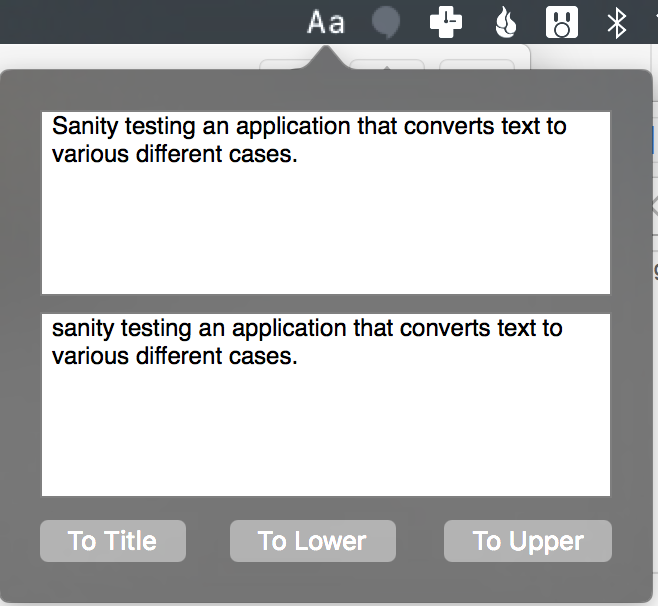 Aa
Sanity testing an application that converts text to
various different cases.
sanity testing an application that converts text to
various different cases.
To Title
To Lower
To Upper